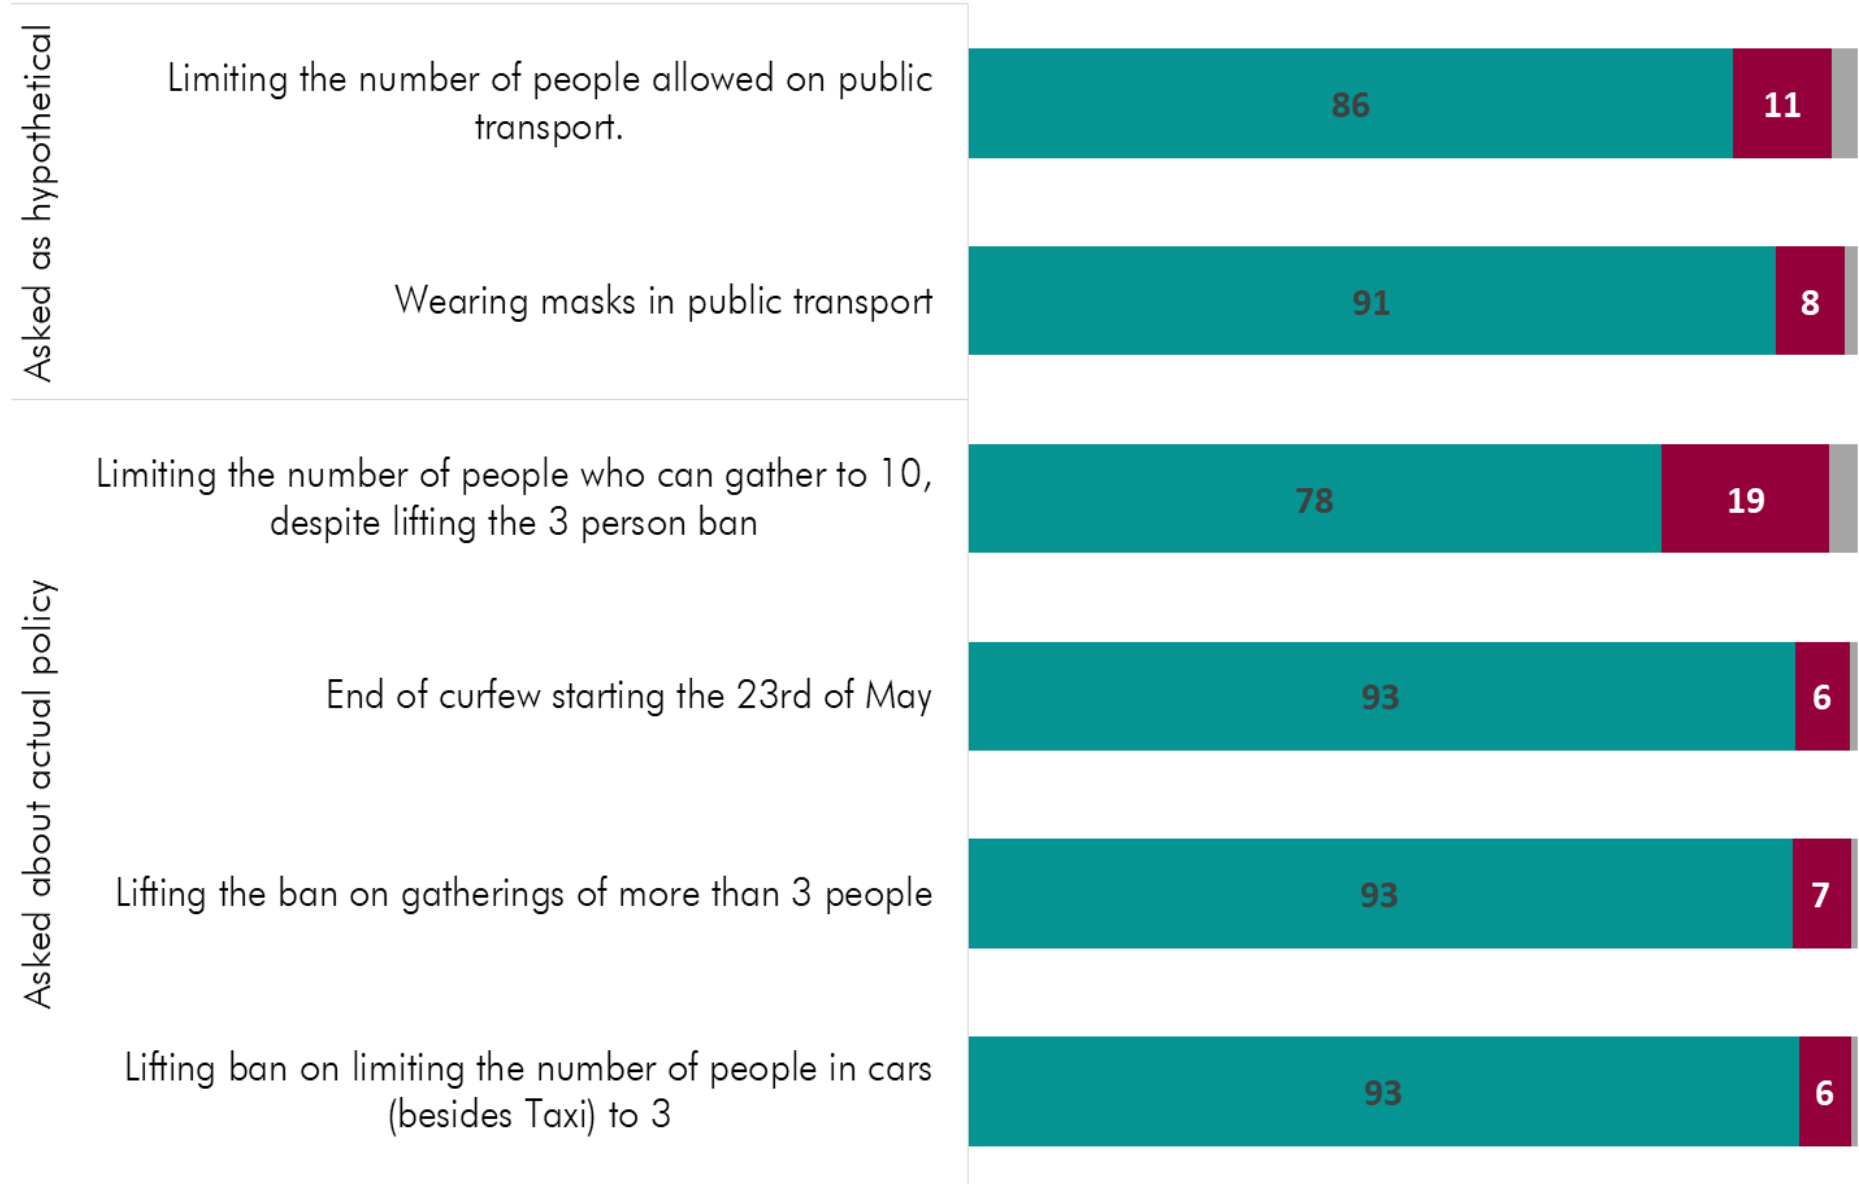 Asked as hypothetical
Limiting the number of people allowed on public
transport.
86
11
Wearing masks in public transport
91
8
Asked about actual policy
Limiting the number of people who can gather to 10,
despite lifting the 3 person ban
78
19
End of curfew starting the 23rd of May
93
6
Lifting the ban on gatherings of more than 3 people
93
7
Lifting ban on limiting the number of people in cars
(besides Taxi) to 3
93
6